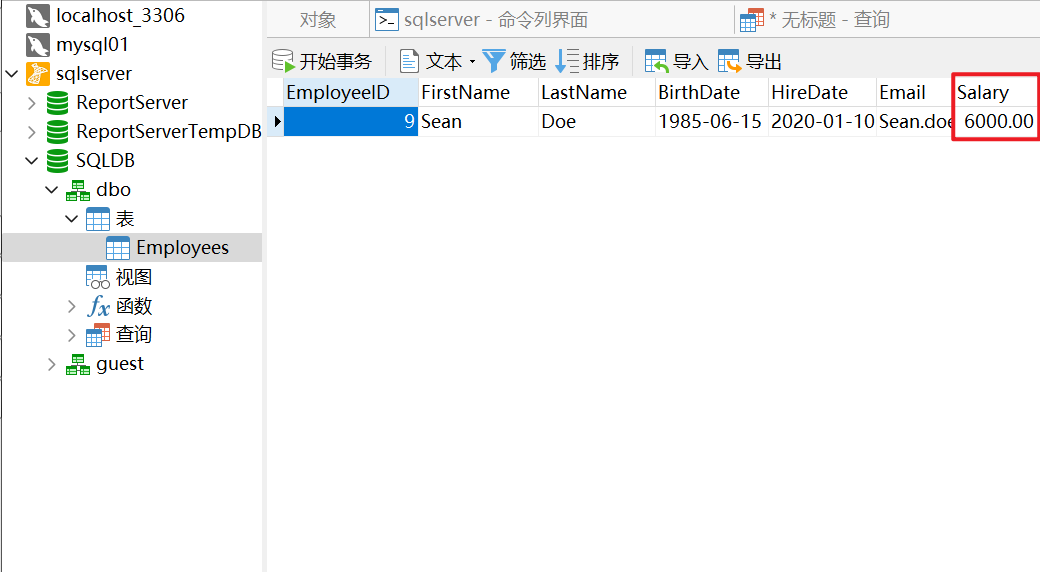 localhost_3306
mysql01
sqlserver
ReportServer
ReportServerTempDB
SQLDB
dbo
表
Employees
视图
fx 函数
查询
guest
对象 sqlserver - 命令列界面 * 无标题 - 查询
开始事务 文本 筛选 排序 导入 导出
EmployeeID FirstName LastName BirthDate HireDate Email Salary
9 Sean Doe 1985-06-15 2020-01-10 Sean.doe 6000.00